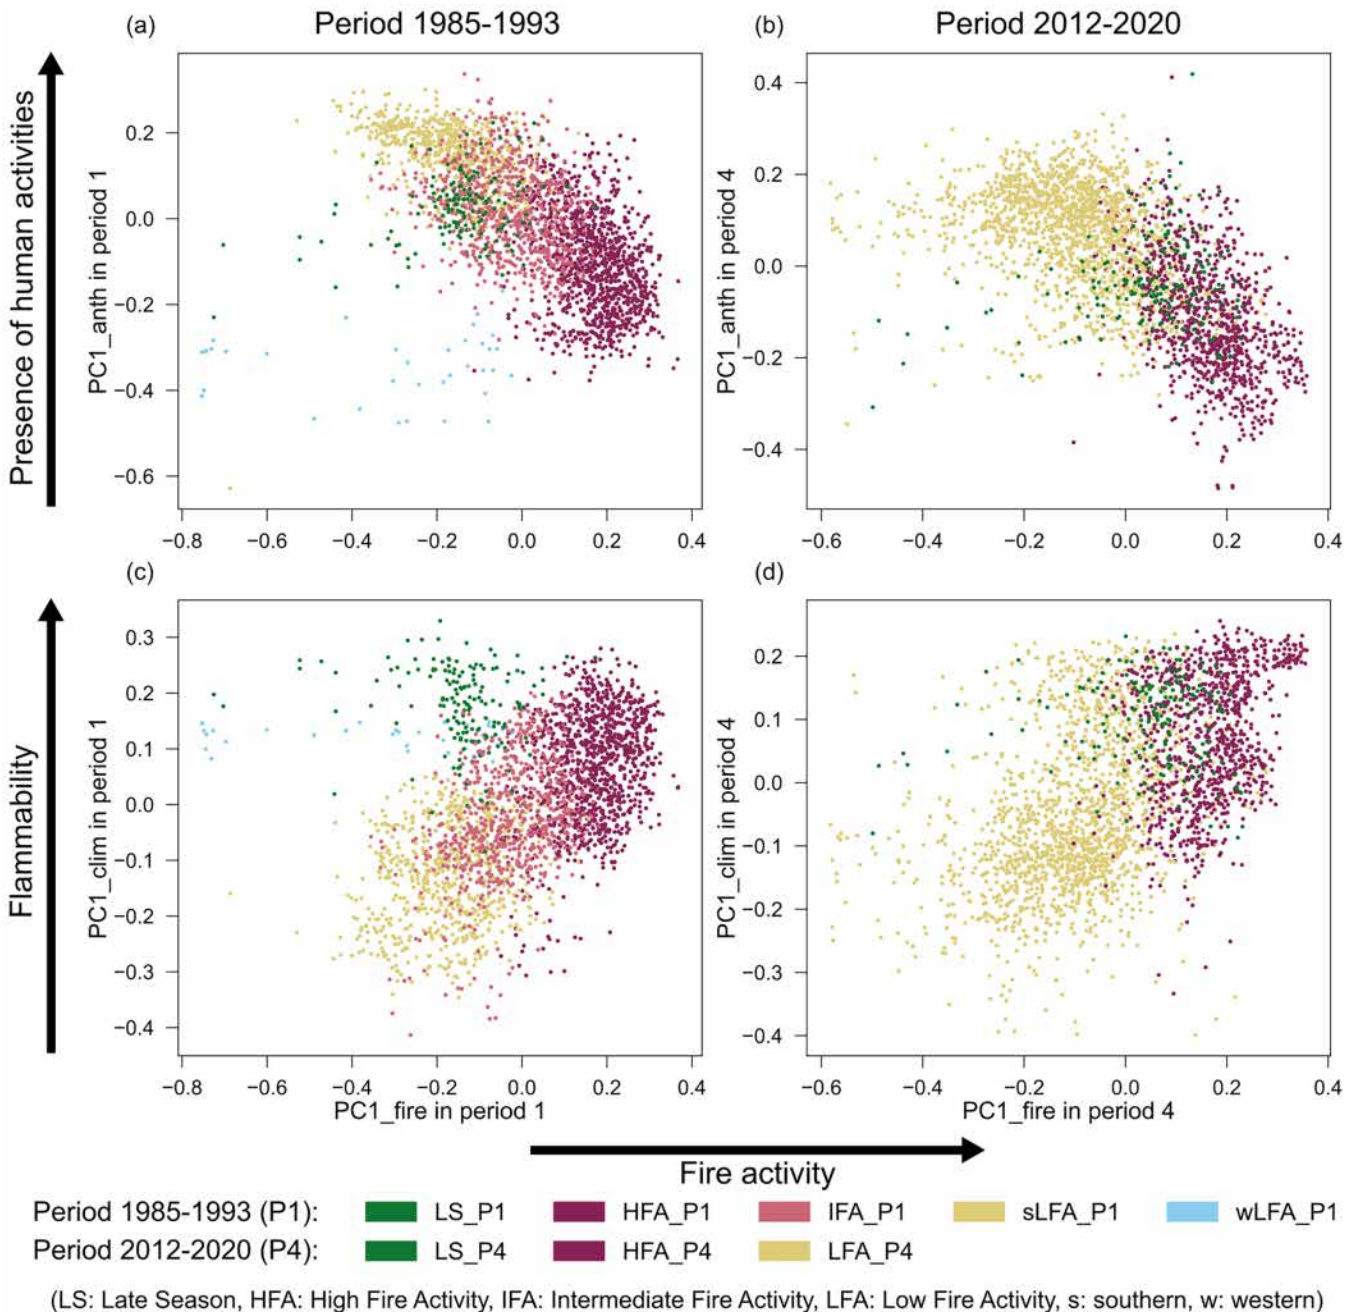 (a) Period 1985-1993
(b) Period 2012-2020
Presence of human activities
PC1_anth in period 1
0.2
0.0
−0.2
−0.4
−0.6
−0.8 −0.6 −0.4 −0.2 0.0 0.2 0.4
PC1_anth in period 4
0.4
0.2
0.0
−0.2
−0.4
−0.6 −0.4 −0.2 0.0 0.2 0.4
(c)
(d)
Flammability
PC1_clim in period 1
0.3
0.2
0.1
0.0
−0.1
−0.2
−0.3
−0.4
−0.8 −0.6 −0.4 −0.2 0.0 0.2 0.4
PC1_fire in period 1
PC1_clim in period 4
0.2
0.1
0.0
−0.1
−0.2
−0.3
−0.4
−0.6 −0.4 −0.2 0.0 0.2 0.4
PC1_fire in period 4
Fire activity
Period 1985-1993 (P1): LS_P1 HFA_P1 IFA_P1 sLFA_P1 wLFA_P1
Period 2012-2020 (P4): LS_P4 HFA_P4 LFA_P4
(LS: Late Season, HFA: High Fire Activity, IFA: Intermediate Fire Activity, LFA: Low Fire Activity, s: southern, w: western)